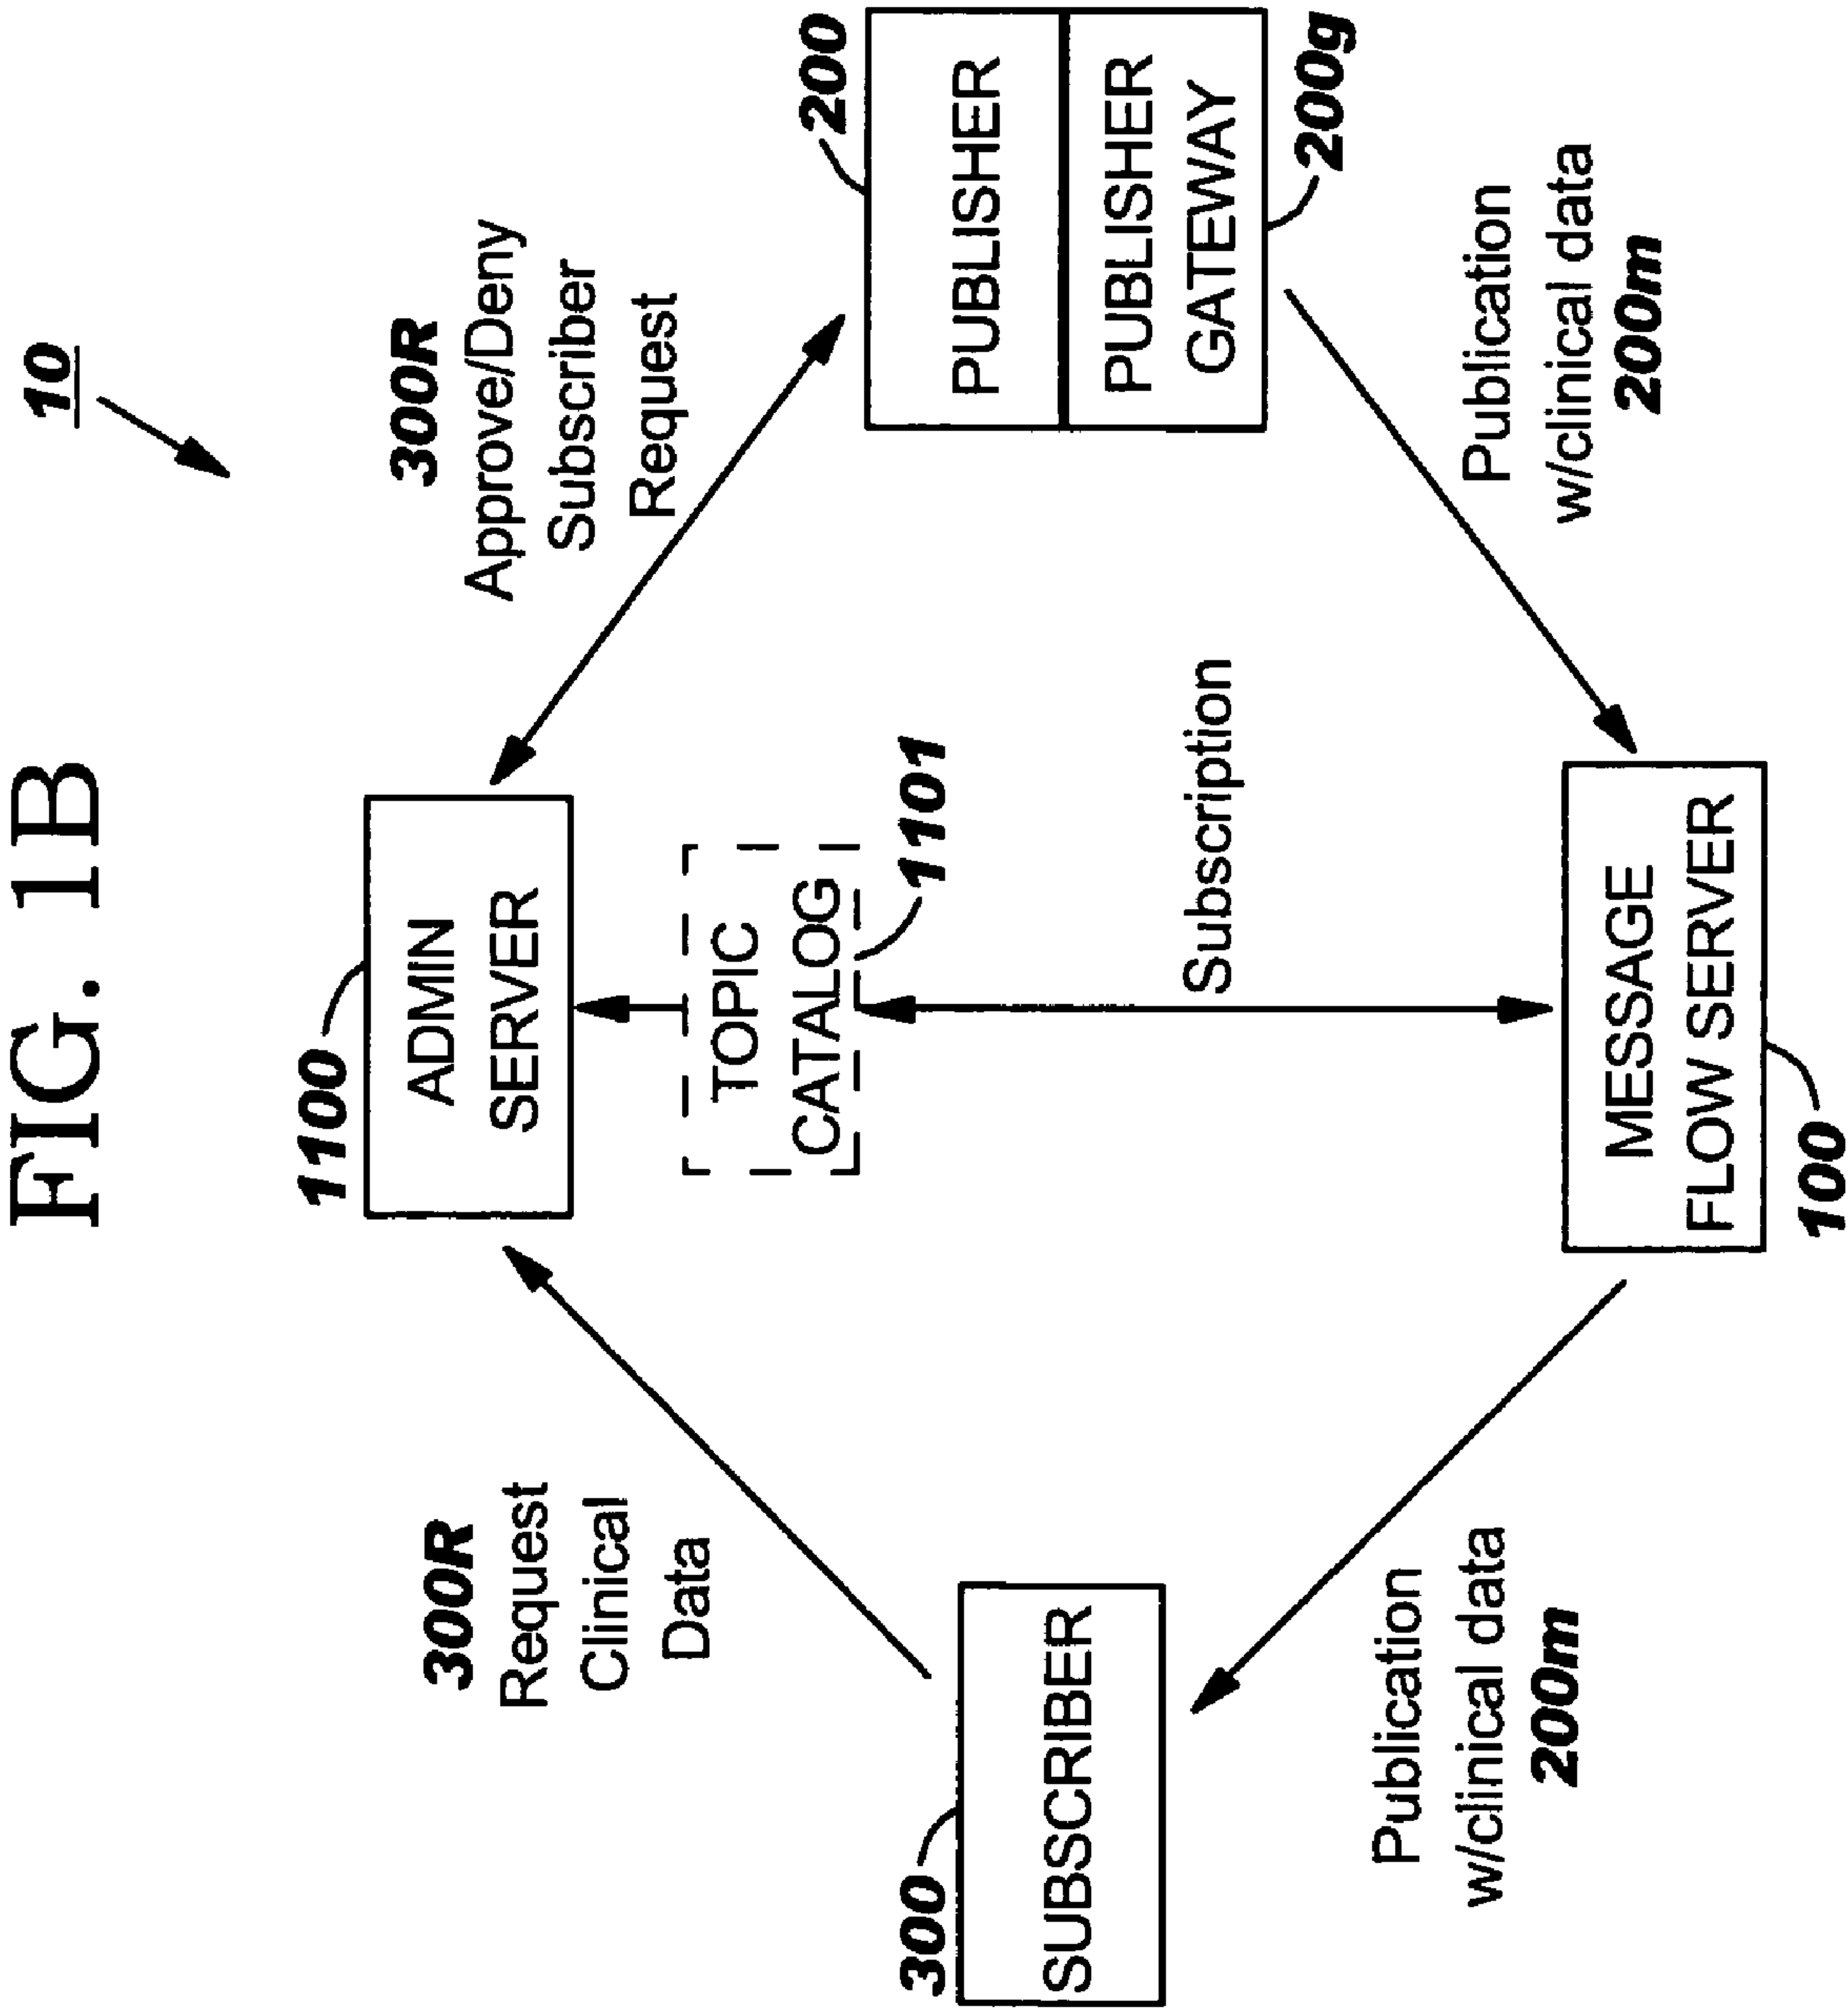 FIG. 1B
10
1100
ADMIN
SERVER
300R
Approve/Deny
Subscriber
Request
300R
Request
Clinical
Data
TOPIC
CATALOG
1101
200
PUBLISHER
PUBLISHER
GATEWAY
200g
300
SUBSCRIBER
Subscription
Publication
w/clinical data
200m
Publication
w/clinical data
200m
MESSAGE
FLOW SERVER
100